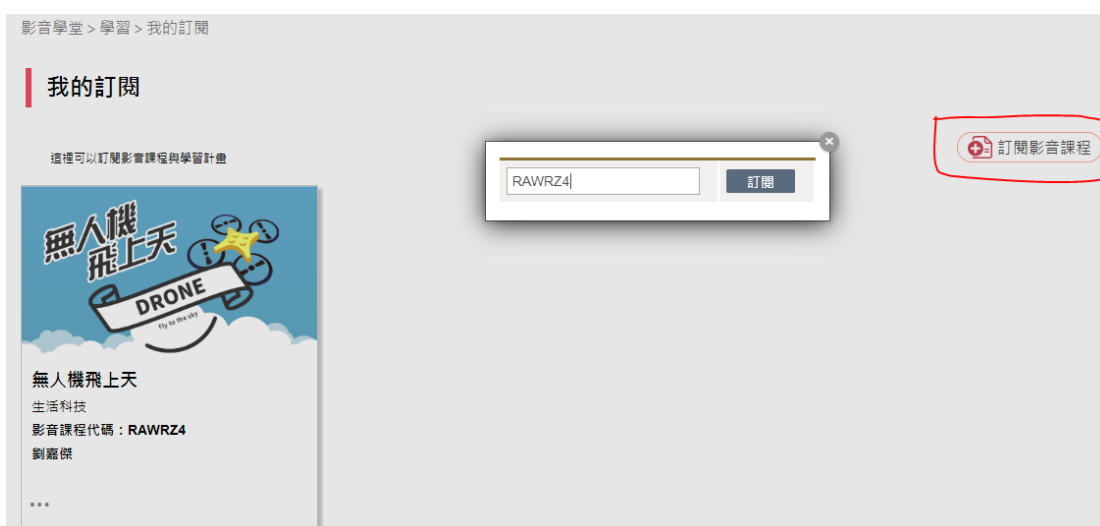 影音學堂 > 學習 > 我的訂閱
我的訂閱
這裡可以訂閱影音課程與學習計畫
訂閱影音課程
RAWRZ4
訂閱
無人機
飛上天
DRONE
fly to the sky
無人機飛上天
生活科技
影音課程代碼：RAWRZ4
劉嘉傑
...